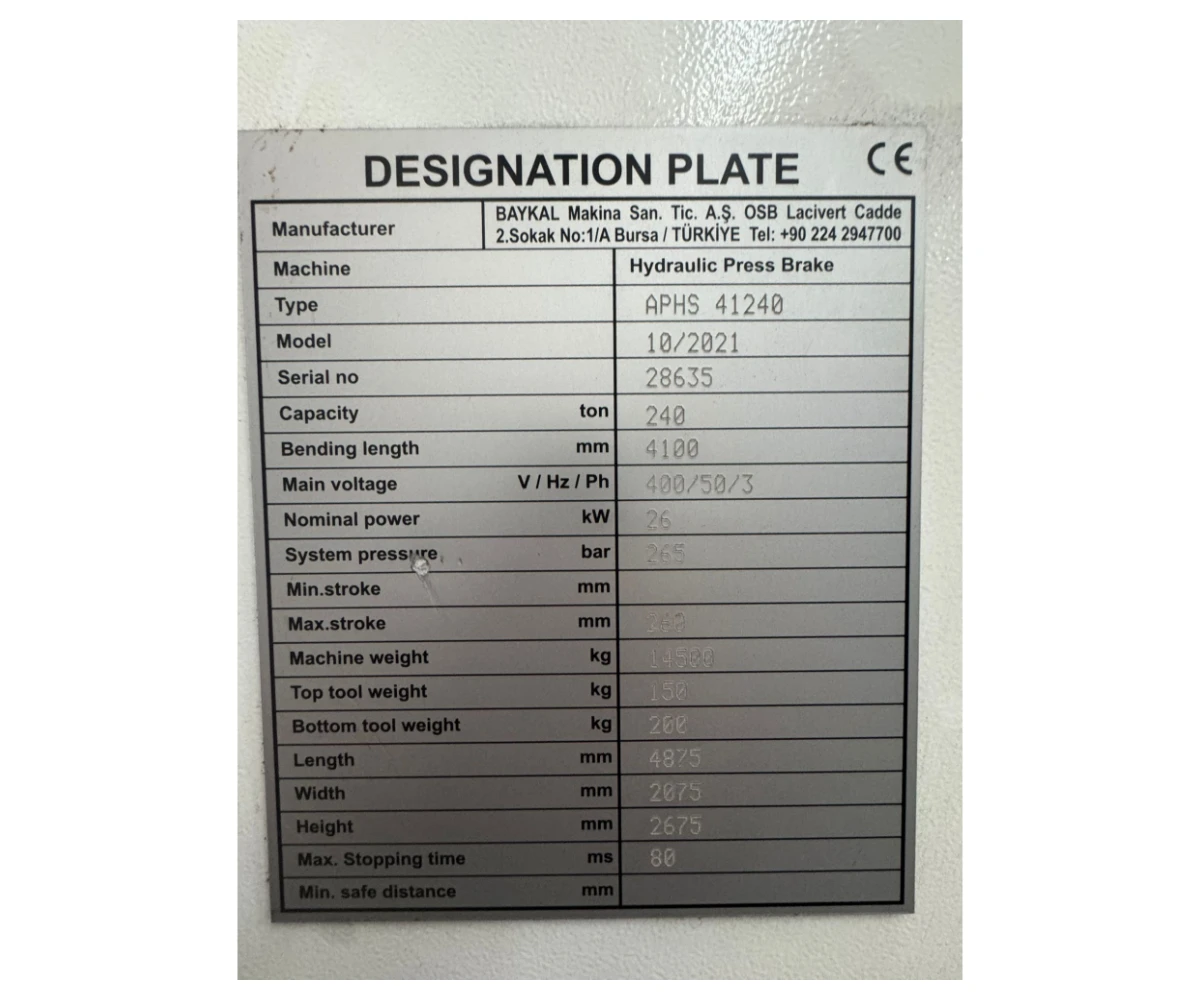 DESIGNATION PLATE CE
Manufacturer BAYKAL Makina San. Tic. A.Ş. OSB Lacivert Cadde
2.Sokak No:1/A Bursa / TÜRKİYE Tel: +90 224 2947700
Machine Hydraulic Press Brake
Type APHS 41240
Model 10/2021
Serial no 28635
Capacity ton 240
Bending length mm 4100
Main voltage V / Hz / Ph 400/50/3
Nominal power kW 26
System pressure bar 265
Min.stroke mm
Max.stroke mm
Machine weight kg 14500
Top tool weight kg 150
Bottom tool weight kg 200
Length mm 4875
Width mm 2075
Height mm 2675
Max. Stopping time ms 80
Min. safe distance mm